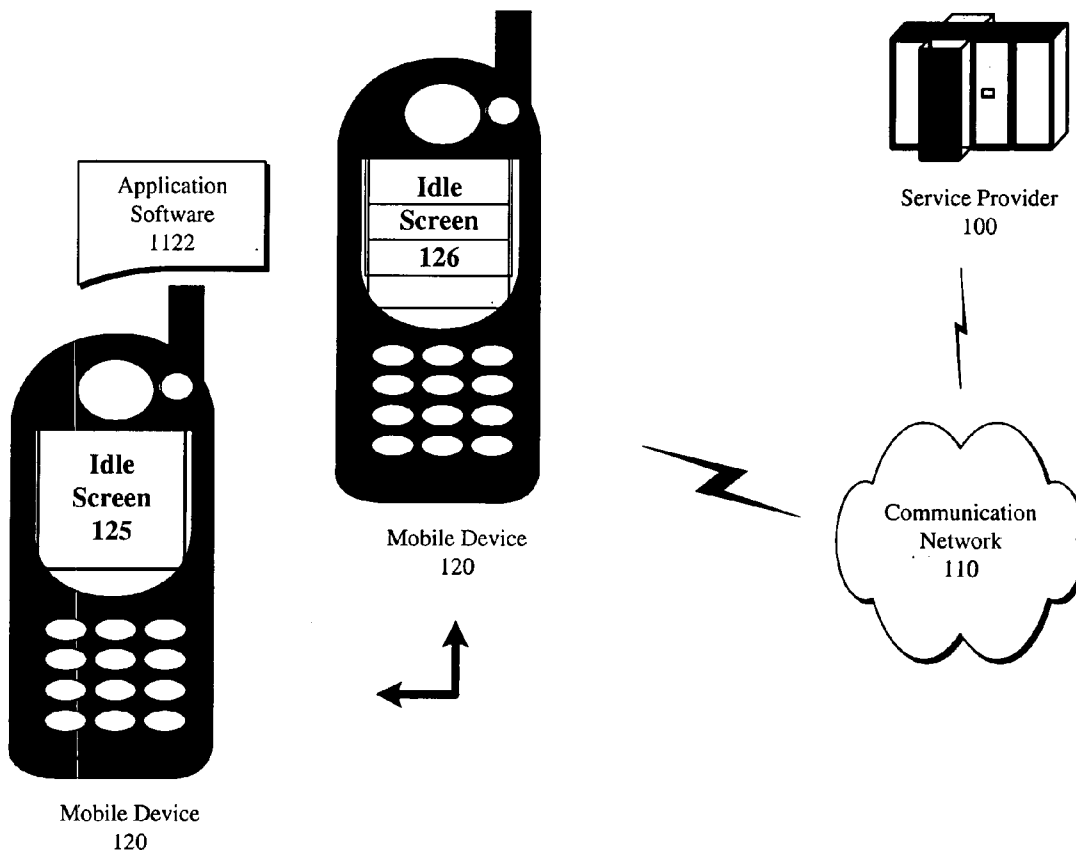 Application
Software
1122
Idle
Screen
126
Service Provider
100
Idle
Screen
125
Mobile Device
120
Communication
Network
110
Mobile Device
120